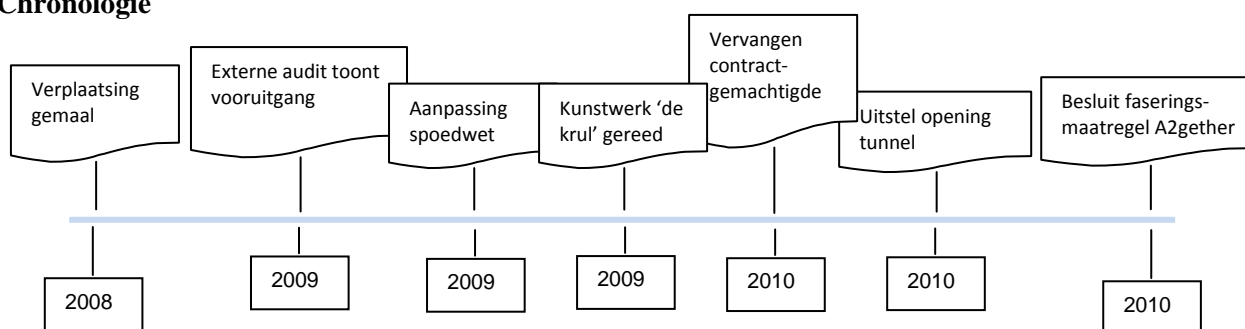 Chronologie
Verplaatsing
gemaal
Externe audit toont
vooruitgang
Aanpassing
spoedwet
Kunstwerk ‘de
krul’ gereed
Vervangen
contract-
gemachtigde
Uitstel opening
tunnel
Besluit faserings-
maatregel A2gether
2008
2009
2009
2009
2010
2010
2010